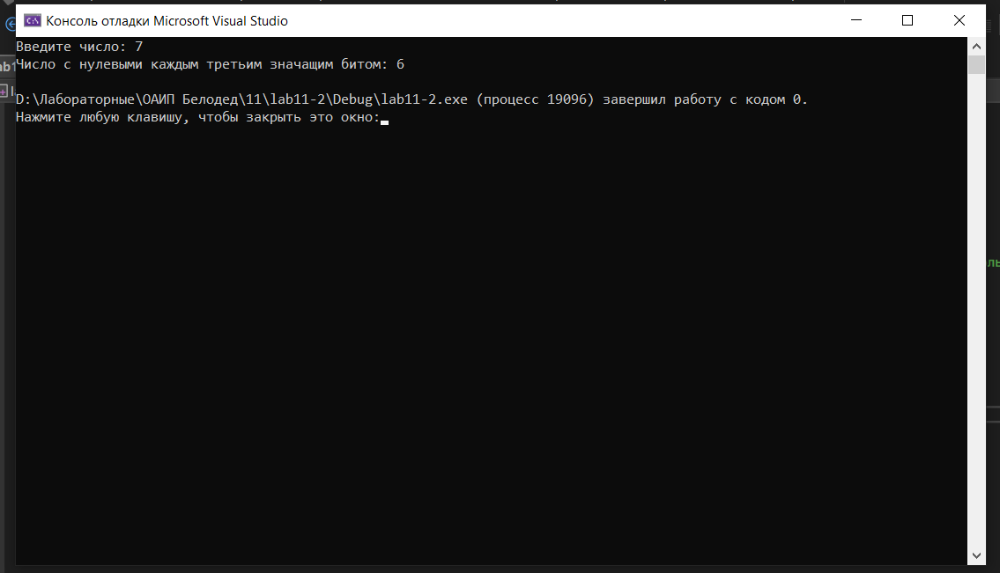 Консоль отладки Microsoft Visual Studio
Введите число: 7
Число с нулевыми каждым третьим значащим битом: 6
D:\Лабораторные\ОАИП Белодед\11\lab11-2\Debug\lab11-2.exe (процесс 19096) завершил работу с кодом 0.
Нажмите любую клавишу, чтобы закрыть это окно: